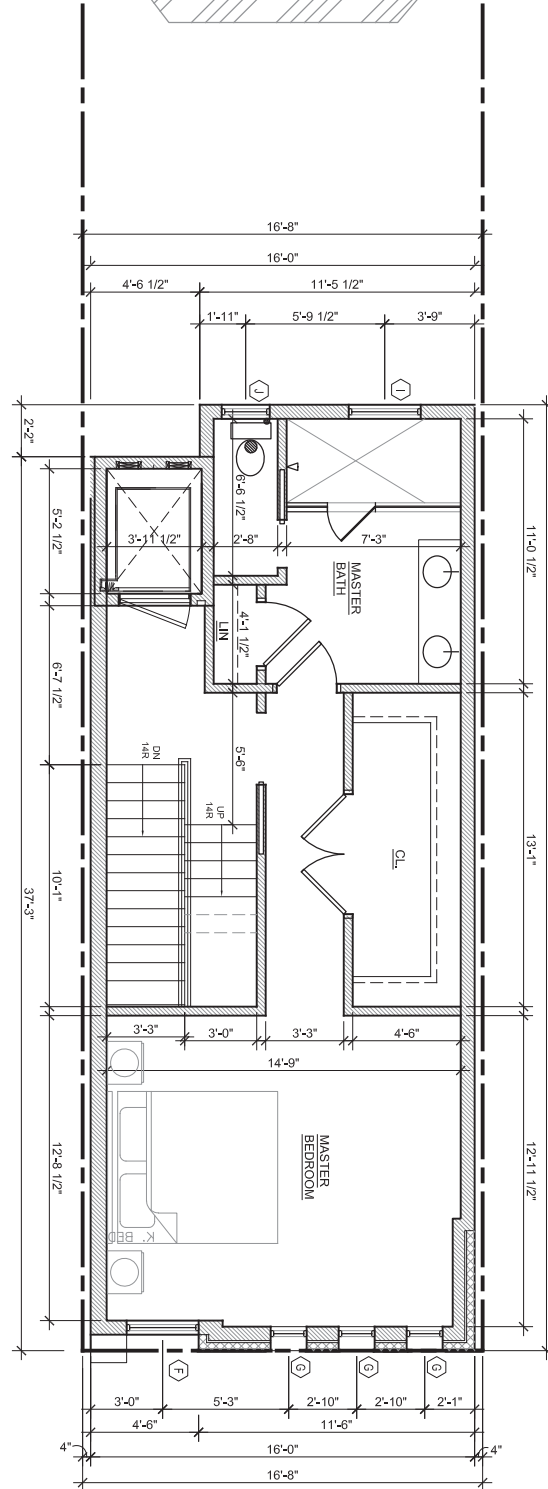 16'-8"
16'-0"
4'-6 1/2"
11'-5 1/2"
1'-11"
5'-9 1/2"
3'-9"
J
I
2'-2"
5'-2 1/2"
6'-7 1/2"
10'-1"
37'-3"
12'-8 1/2"
11'-0 1/2"
13'-1"
12'-11 1/2"
6'-6 1/2"
3'-11 1/2"
2'-8"
7'-3"
MASTER
BATH
4'-1 1/2"
LIN
5'-6"
DN
14R
UP
14R
CL.
3'-3"
3'-0"
3'-3"
4'-6"
14'-9"
MASTER
BEDROOM
K. BED
F
G
G
G
3'-0"
5'-3"
2'-10"
2'-10"
2'-1"
4'-6"
11'-6"
4"
16'-0"
4"
16'-8"